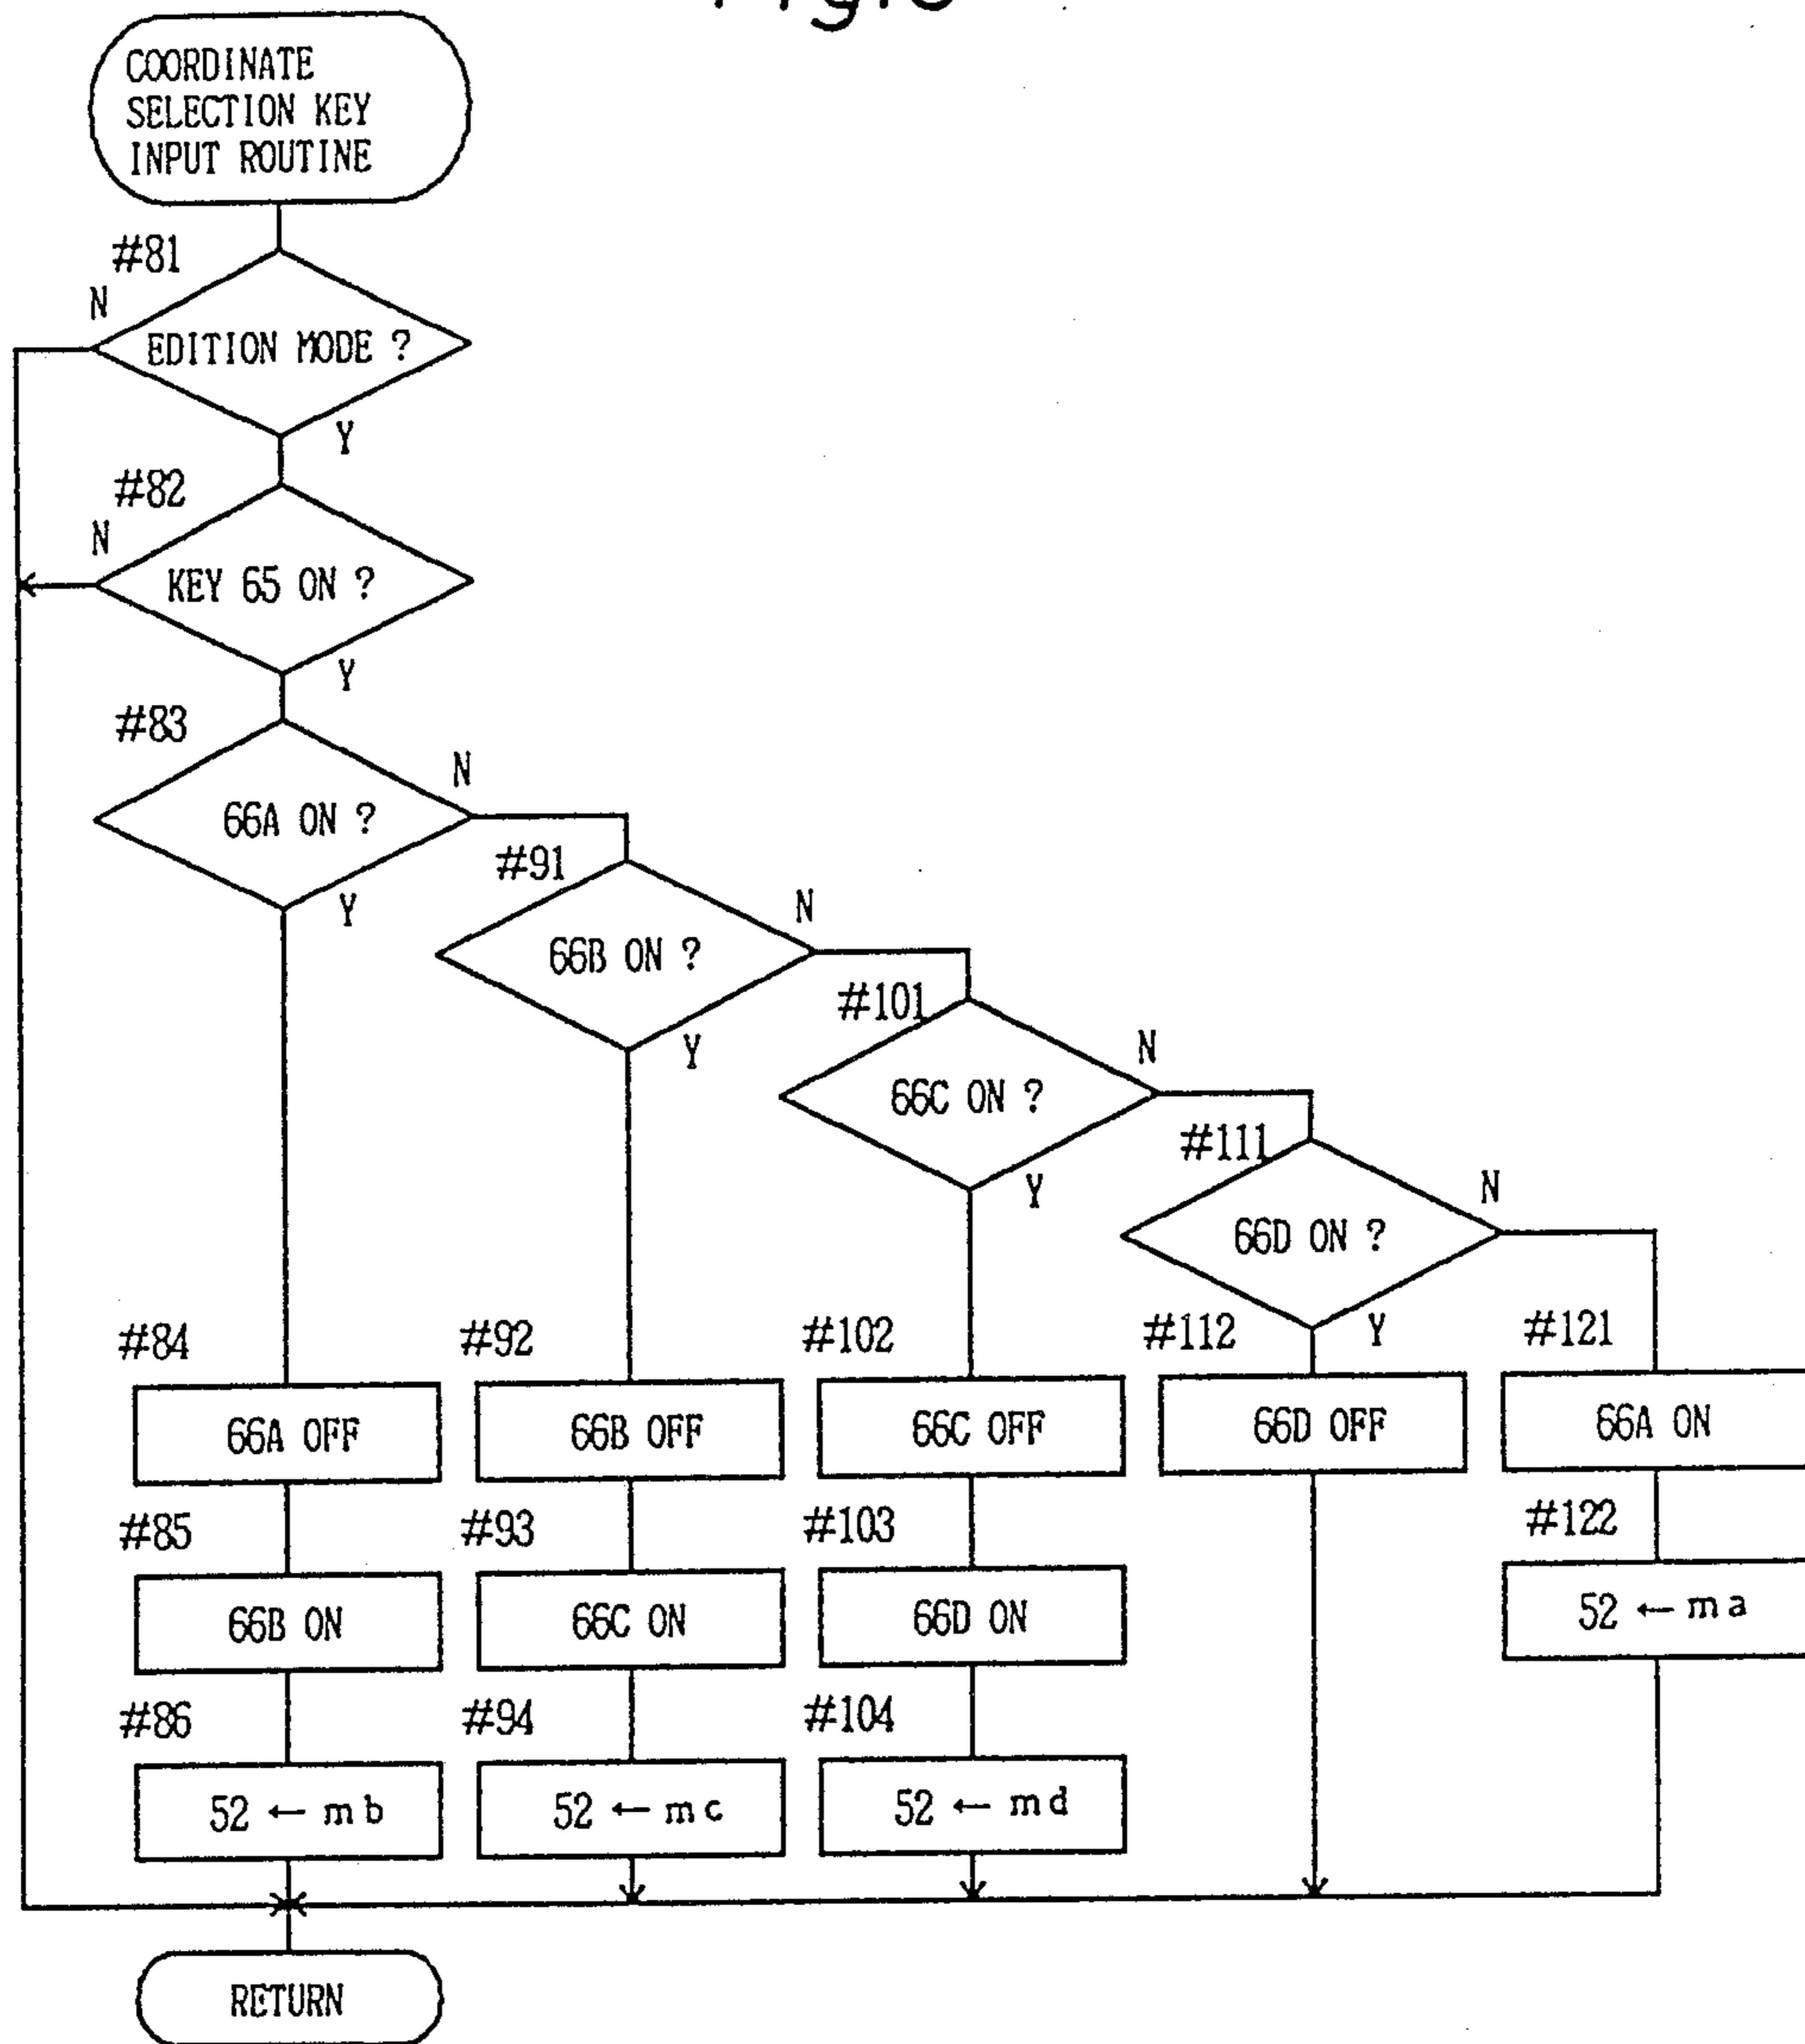 COORDINATE
SELECTION KEY
INPUT ROUTINE
#81
N
EDITION MODE ?
Y
#82
N
KEY 65 ON ?
Y
#83
N
66A ON ?
Y
#91
N
66B ON ?
Y
#101
N
66C ON ?
Y
#111
N
66D ON ?
Y
#84
#92
#102
#112
#121
66A OFF
66B OFF
66C OFF
66D OFF
66A ON
#85
#93
#103
#122
66B ON
66C ON
66D ON
52 ← ma
#86
#94
#104
52 ← mb
52 ← mc
52 ← md
RETURN